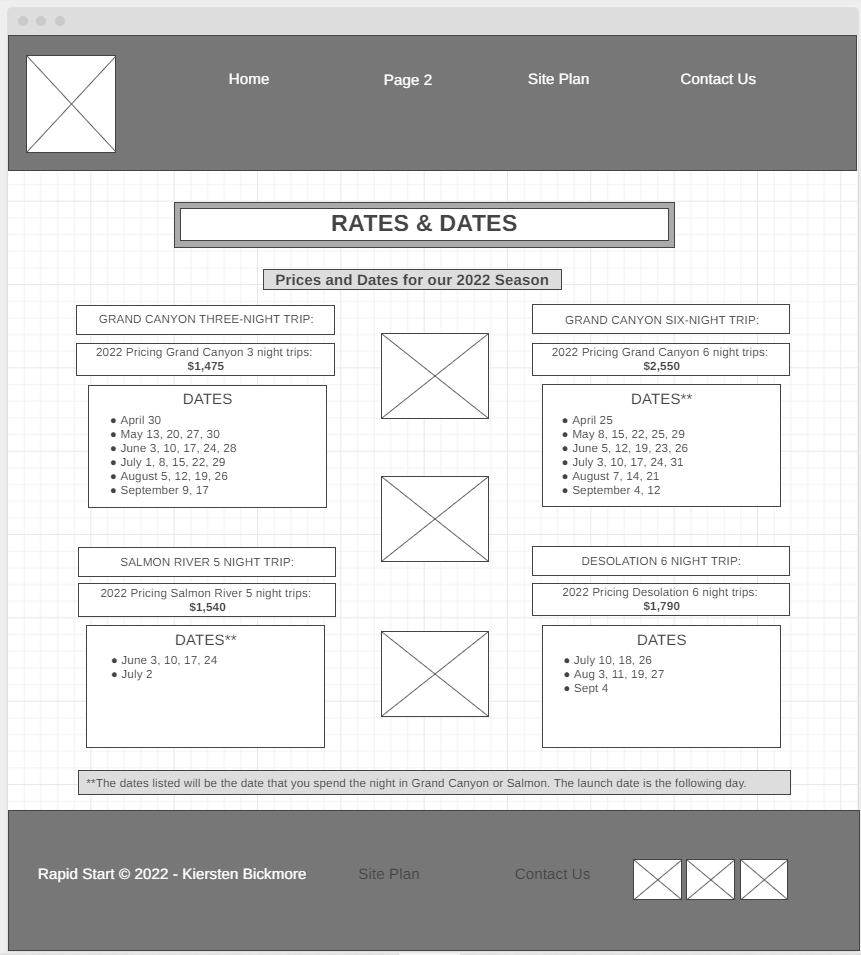 Home
Page 2
Site Plan
Contact Us
RATES & DATES
Prices and Dates for our 2022 Season
GRAND CANYON THREE-NIGHT TRIP:
2022 Pricing Grand Canyon 3 night trips:
$1,475
DATES
● April 30
● May 13, 20, 27, 30
● June 3, 10, 17, 24, 28
● July 1, 8, 15, 22, 29
● August 5, 12, 19, 26
● September 9, 17
GRAND CANYON SIX-NIGHT TRIP:
2022 Pricing Grand Canyon 6 night trips:
$2,550
DATES**
● April 25
● May 8, 15, 22, 25, 29
● June 5, 12, 19, 23, 26
● July 3, 10, 17, 24, 31
● August 7, 14, 21
● September 4, 12
SALMON RIVER 5 NIGHT TRIP:
2022 Pricing Salmon River 5 night trips:
$1,540
DATES**
● June 3, 10, 17, 24
● July 2
DESOLATION 6 NIGHT TRIP:
2022 Pricing Desolation 6 night trips:
$1,790
DATES
● July 10, 18, 26
● Aug 3, 11, 19, 27
● Sept 4
**The dates listed will be the date that you spend the night in Grand Canyon or Salmon. The launch date is the following day.
Rapid Start © 2022 - Kiersten Bickmore
Site Plan
Contact Us